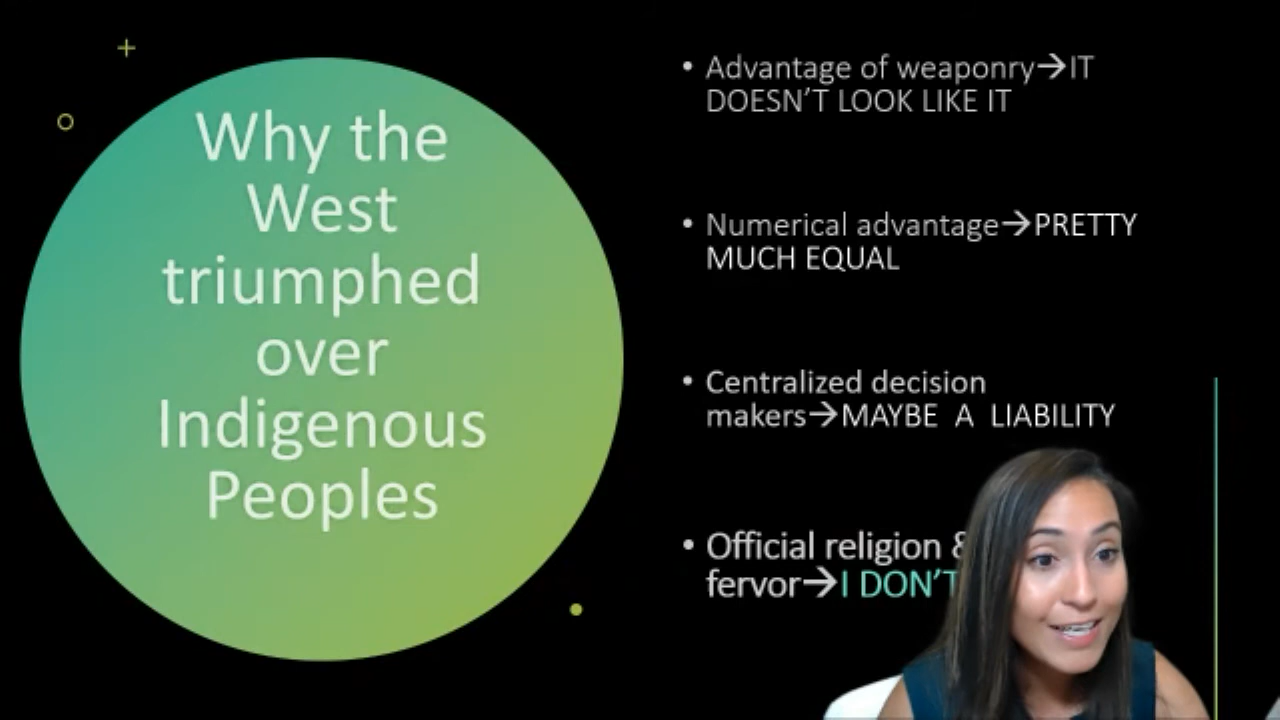 Why the
West
triumphed
over
Indigenous
Peoples
• Advantage of weaponry→IT
DOESN'T LOOK LIKE IT
• Numerical advantage→PRETTY
MUCH EQUAL
• Centralized decision
makers→MAYBE A LIABILITY
• Official religion &
fervor→I DON'T